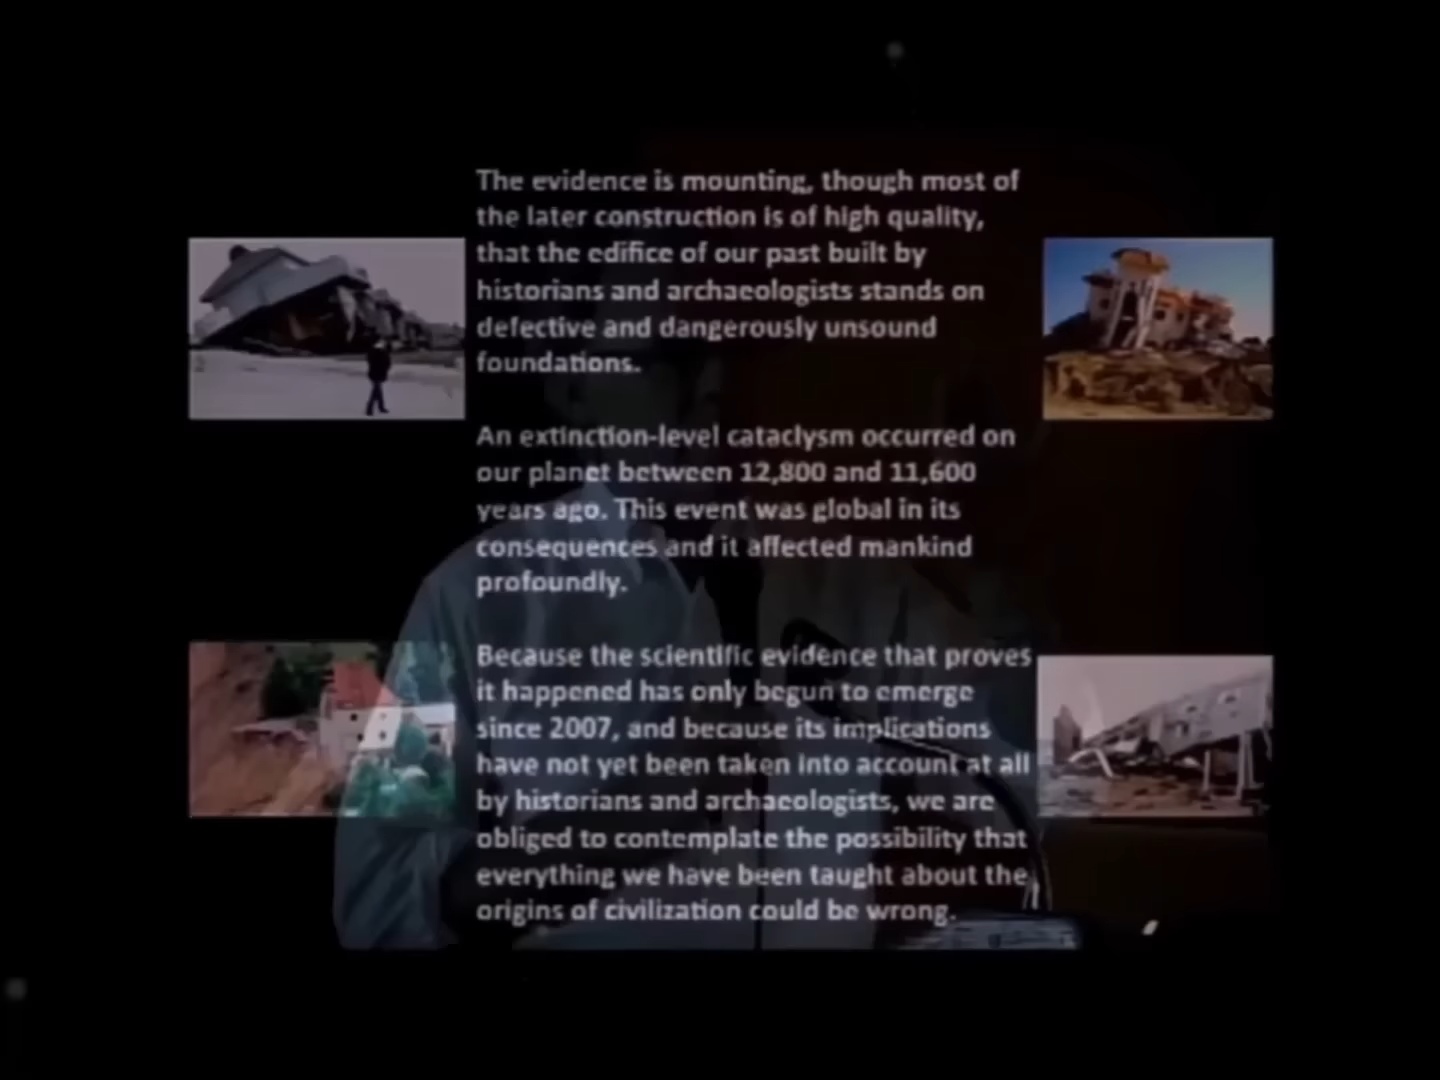 The evidence is mounting, though most of
the later construction is of high quality,
that the edifice of our past built by
historians and archaeologists stands on
defective and dangerously unsound
foundations.
An extinction-level cataclysm occurred on
our planet between 12,800 and 11,600
years ago. This event was global in its
consequences and it affected mankind
profoundly.
Because the scientific evidence that proves
it happened has only begun to emerge
since 2007, and because its implications
have not yet been taken into account at all
by historians and archaeologists, we are
obliged to contemplate the possibility that
everything we have been taught about the
origins of civilization could be wrong.